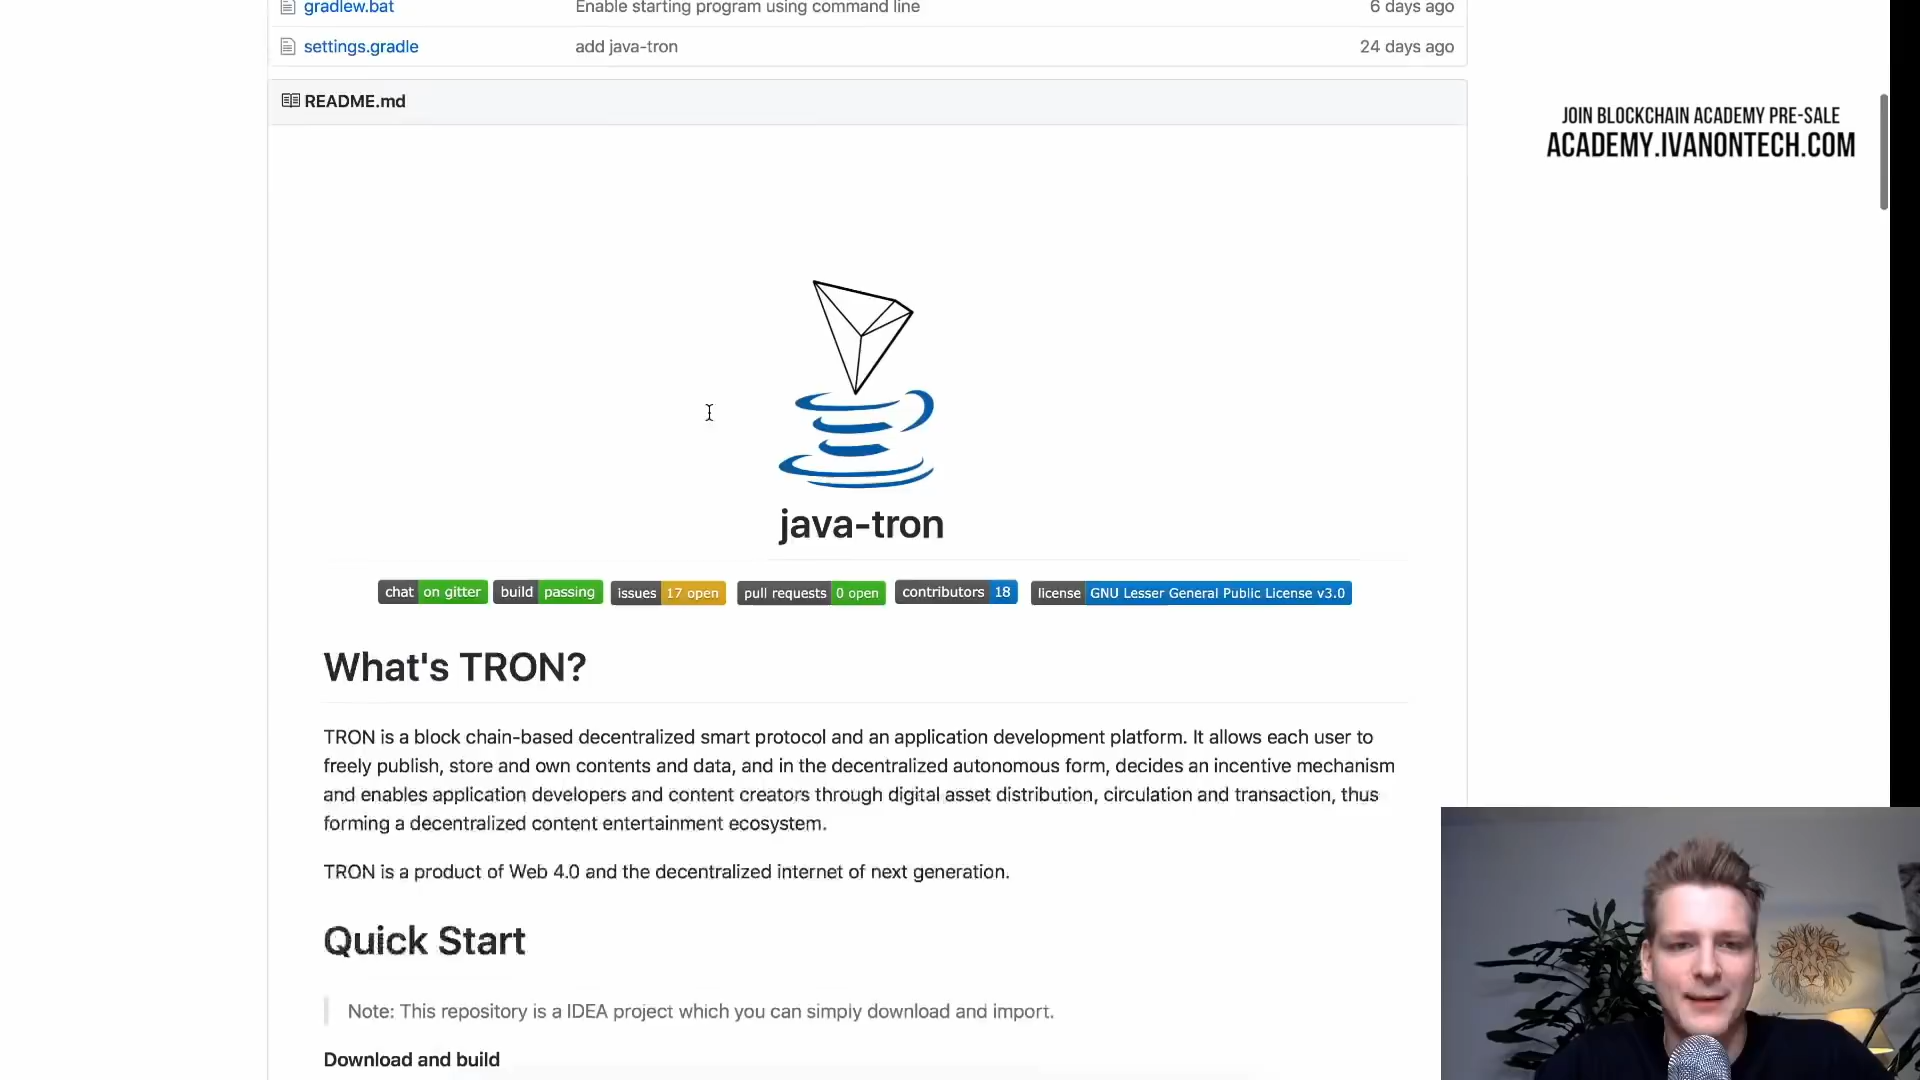 gradlew.bat Enable starting program using command line 6 days ago
settings.gradle add java-tron 24 days ago
README.md
JOIN BLOCKCHAIN ACADEMY PRE-SALE
ACADEMY.IVANONTECH.COM
java-tron
chat on gitter build passing issues 17 open pull requests 0 open contributors 18 license GNU Lesser General Public License v3.0
What's TRON?
TRON is a block chain-based decentralized smart protocol and an application development platform. It allows each user to
freely publish, store and own contents and data, and in the decentralized autonomous form, decides an incentive mechanism
and enables application developers and content creators through digital asset distribution, circulation and transaction, thus
forming a decentralized content entertainment ecosystem.
TRON is a product of Web 4.0 and the decentralized internet of next generation.
Quick Start
Note: This repository is a IDEA project which you can simply download and import.
Download and build